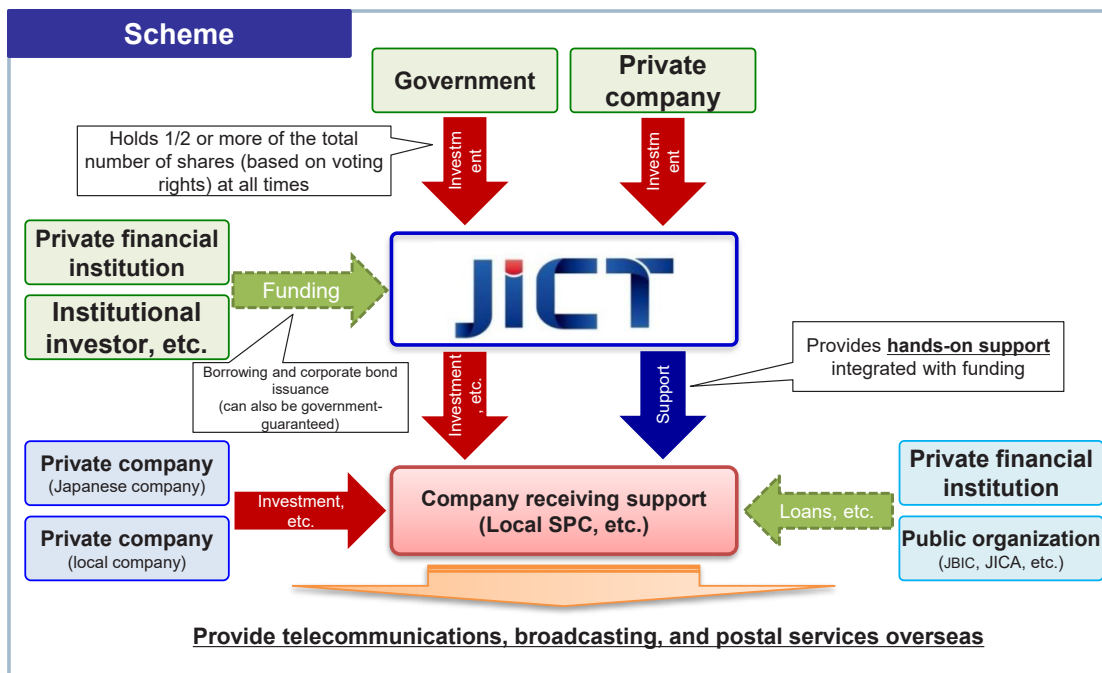 Scheme
Government
Private
company
Holds 1/2 or more of the total
number of shares (based on voting
rights) at all times
Investm
ent
Investm
ent
Private financial
institution
Institutional
investor, etc.
Funding
JICT
Borrowing and corporate bond
issuance
(can also be government-
guaranteed)
Investment
, etc.
Support
Provides hands-on support
integrated with funding
Private company
(Japanese company)
Private company
(local company)
Investment,
etc.
Company receiving support
(Local SPC, etc.)
Loans, etc.
Private financial
institution
Public organization
(JBIC, JICA, etc.)
Provide telecommunications, broadcasting, and postal services overseas